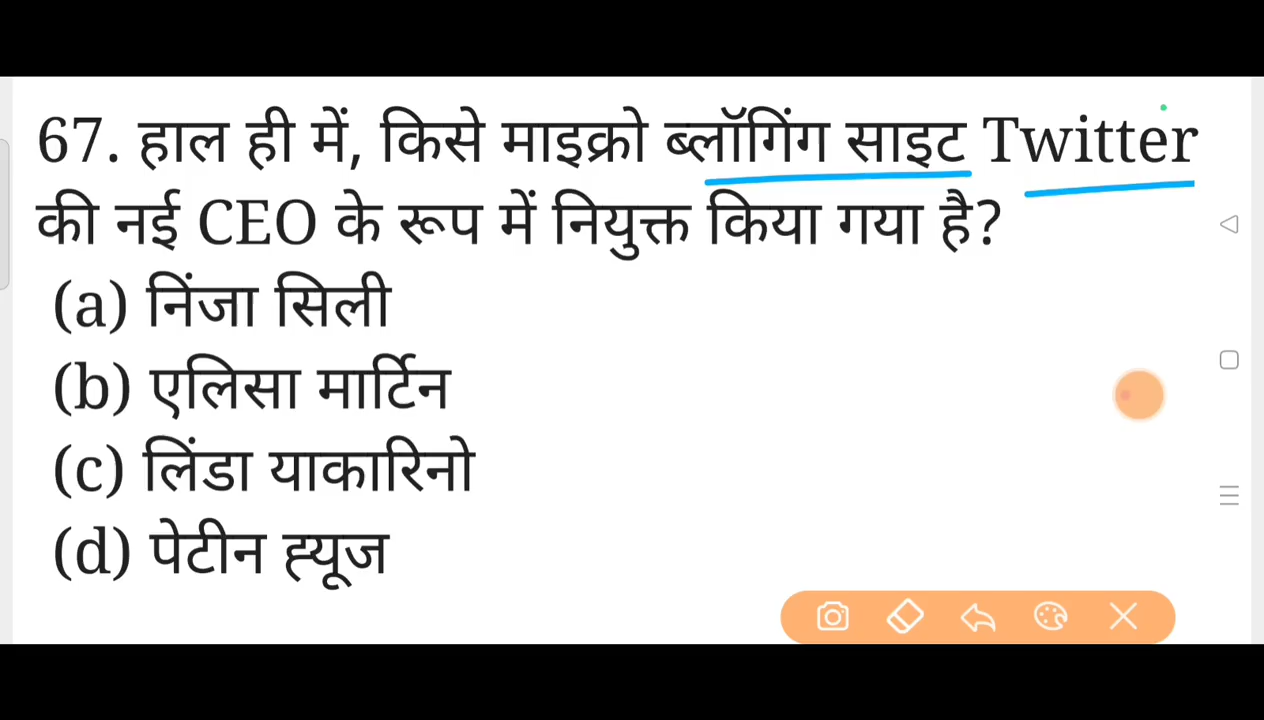 67. हाल ही में, किसे माइक्रो ब्लॉगिंग साइट Twitter
की नई CEO के रूप में नियुक्त किया गया है?
(a) निंजा सिली
(b) एलिसा मार्टिन
(c) लिंडा याकारिनो
(d) पेटीन ह्यूज